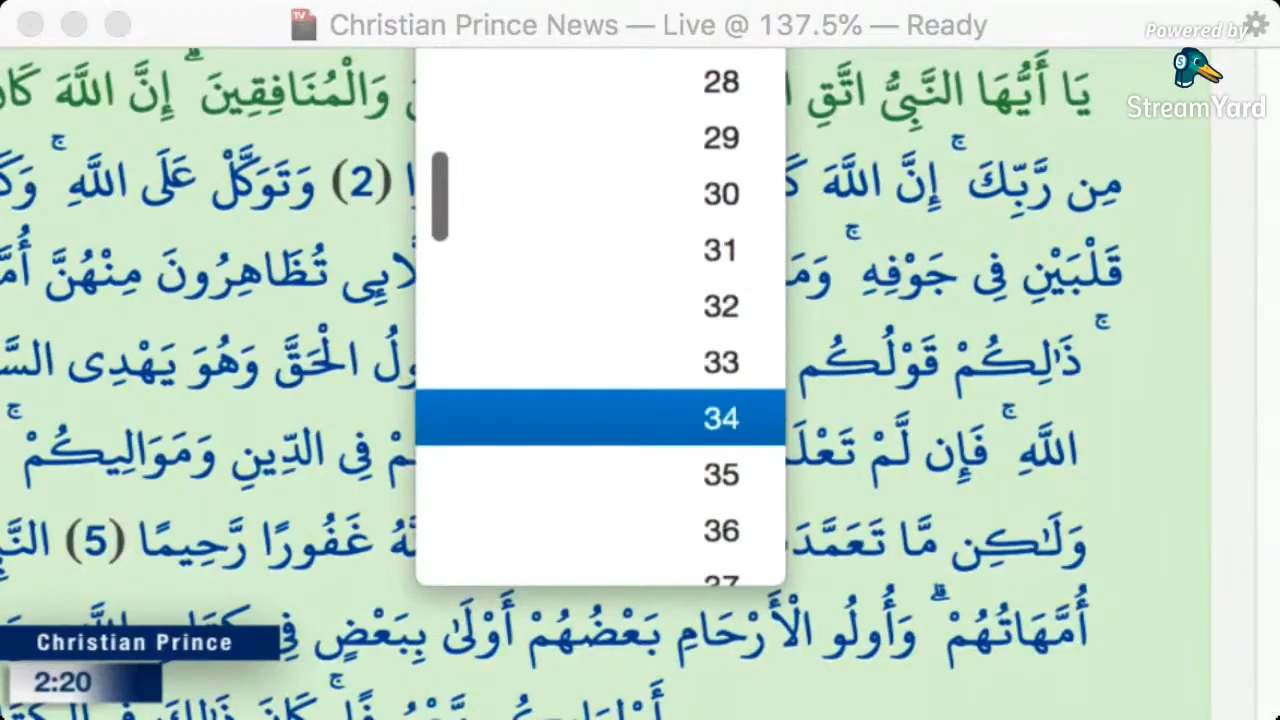 Christian Prince News — Live @ 137.5% — Ready
Powered by
StreamYard
يَا أَيُّهَا النَّبِيُّ اتَّقِ وَالْمُنَافِقِينَ ۗ إِنَّ اللَّهَ
مِن رَّبِّكَ ۚ إِنَّ اللَّهَ (2) وَتَوَكَّلْ عَلَى اللَّهِ ۚ
قَلْبَيْنِ فِي جَوْفِهِ ۚ تُظَاهِرُونَ مِنْهُنَّ
ۚ ذَٰلِكُمْ قَوْلُكُم الْحَقَّ وَهُوَ يَهْدِي
اللَّهِ ۚ فَإِن لَّمْ فِي الدِّينِ وَمَوَالِيكُمْ ۚ
وَلَٰكِن مَّا غَفُورًا رَّحِيمًا (5)
أُمَّهَاتُهُمْ ۗ وَأُولُو الْأَرْحَامِ بَعْضُهُمْ أَوْلَىٰ بِبَعْضٍ فِي
28
29
30
31
32
33
34
35
36
37
Christian Prince
2:20